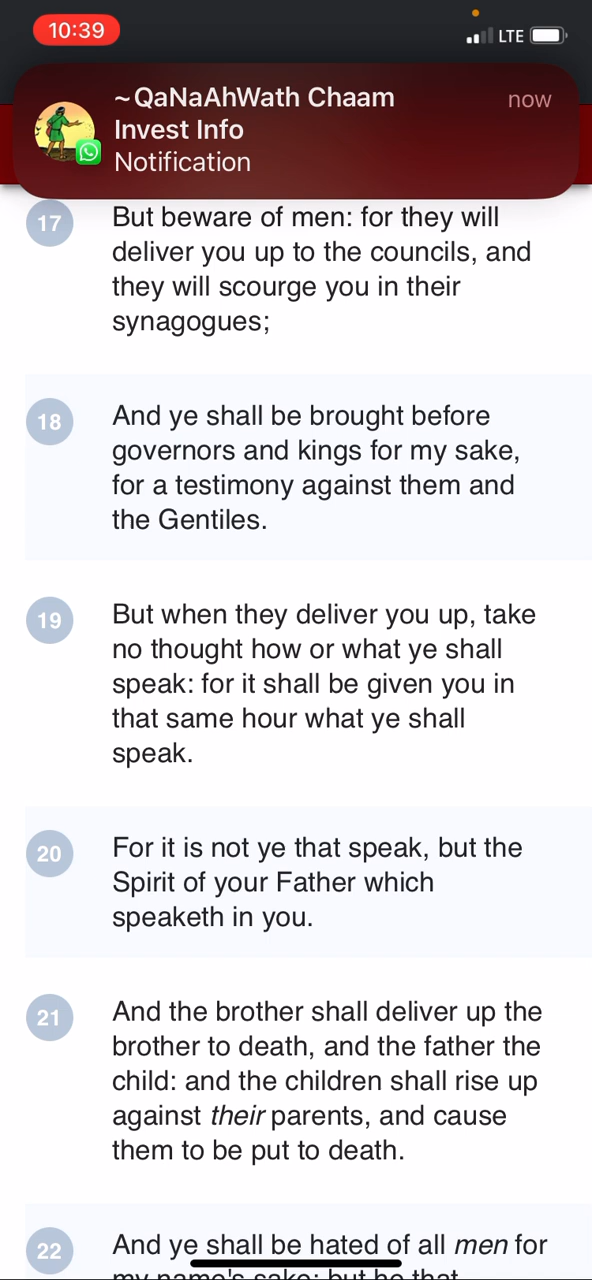 10:39
LTE
~QaNaAhWath Chaam
now
Invest Info
Notification
17
But beware of men: for they will
deliver you up to the councils, and
they will scourge you in their
synagogues;
18
And ye shall be brought before
governors and kings for my sake,
for a testimony against them and
the Gentiles.
19
But when they deliver you up, take
no thought how or what ye shall
speak: for it shall be given you in
that same hour what ye shall
speak.
20
For it is not ye that speak, but the
Spirit of your Father which
speaketh in you.
21
And the brother shall deliver up the
brother to death, and the father the
child: and the children shall rise up
against their parents, and cause
them to be put to death.
22
And ye shall be hated of all men for
my name's sake: but he that